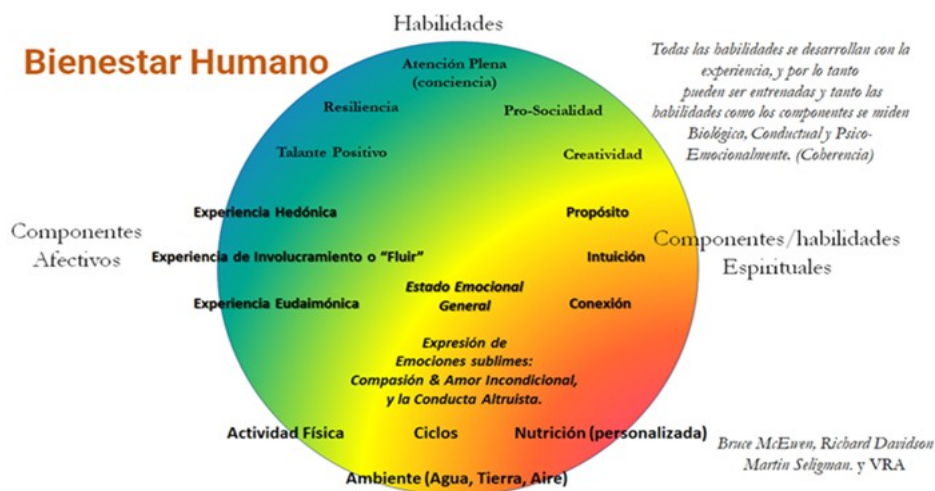 Habilidades
Bienestar Humano
Atención Plena
(conciencia)
Resiliencia
Pro-Socialidad
Talante Positivo
Creatividad
Todas las habilidades se desarrollan con la
experiencia, y por lo tanto
pueden ser entrenadas y tanto las
habilidades como los componentes se miden
Biológica, Conductual y Psico-
Emocionalmente. (Coherencia)
Componentes
Afectivos
Experiencia Hedónica
Experiencia de Involucramiento o “Fluir”
Experiencia Eudaimónica
Propósito
Intuición
Conexión
Componentes/habilidades
Espirituales
Estado Emocional
General
Expresión de
Emociones sublimes:
Compasión & Amor Incondicional,
y la Conducta Altruista.
Actividad Física
Ciclos
Nutrición (personalizada)
Ambiente (Agua, Tierra, Aire)
Bruce McEwen, Richard Davidson
Martin Seligman. y VRA